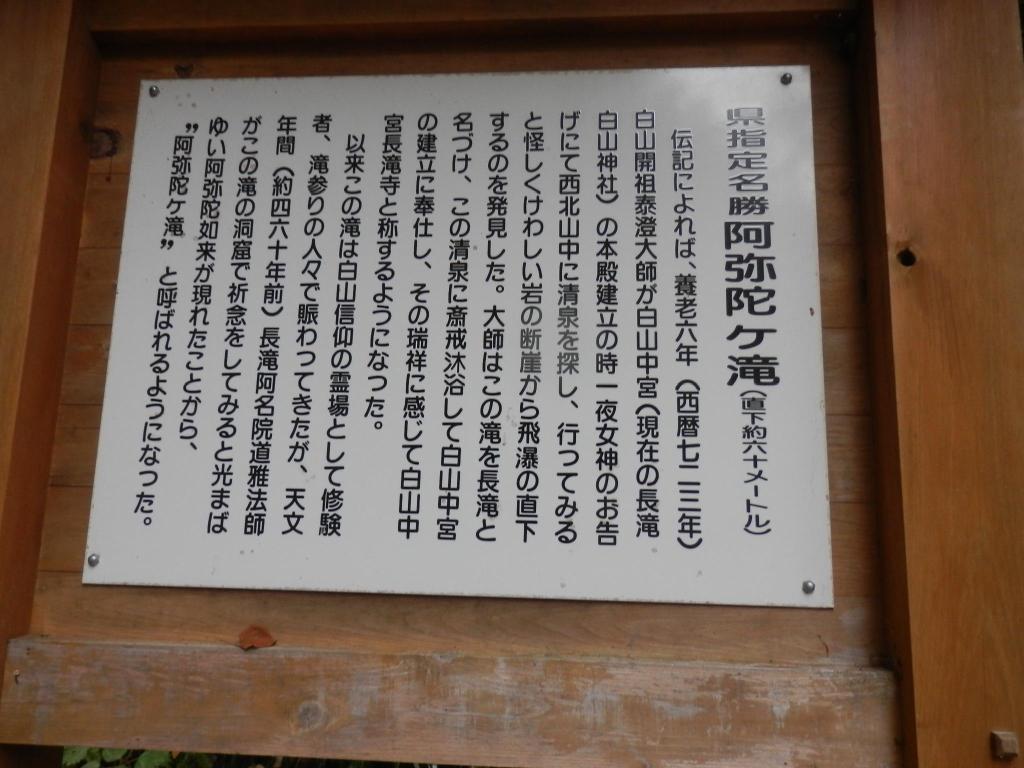 県指定名勝 阿弥陀ケ滝（直下約六十メートル）
伝記によれば、養老六年（西暦七二三年）
白山開祖泰澄大師が白山中宮（現在の長滝
白山神社）の本殿建立の時一夜女神のお告
げにて西北山中に清泉を探し、行ってみる
と怪しくけわしい岩の断崖から飛瀑の直下
するのを発見した。大師はこの滝を長滝と
名づけ、この清泉に斎戒沐浴して白山中宮
の建立に奉仕し、その瑞祥に感じて白山中
宮長滝寺と称するようになった。
以来この滝は白山信仰の霊場として修験
者、滝参りの人々で賑わってきたが、天文
年間（約四六十年前）長滝阿名院道雅法師
がこの滝の洞窟で祈念をしてみると光まば
ゆい阿弥陀如来が現れたことから、
”阿弥陀ケ滝”と呼ばれるようになつた。